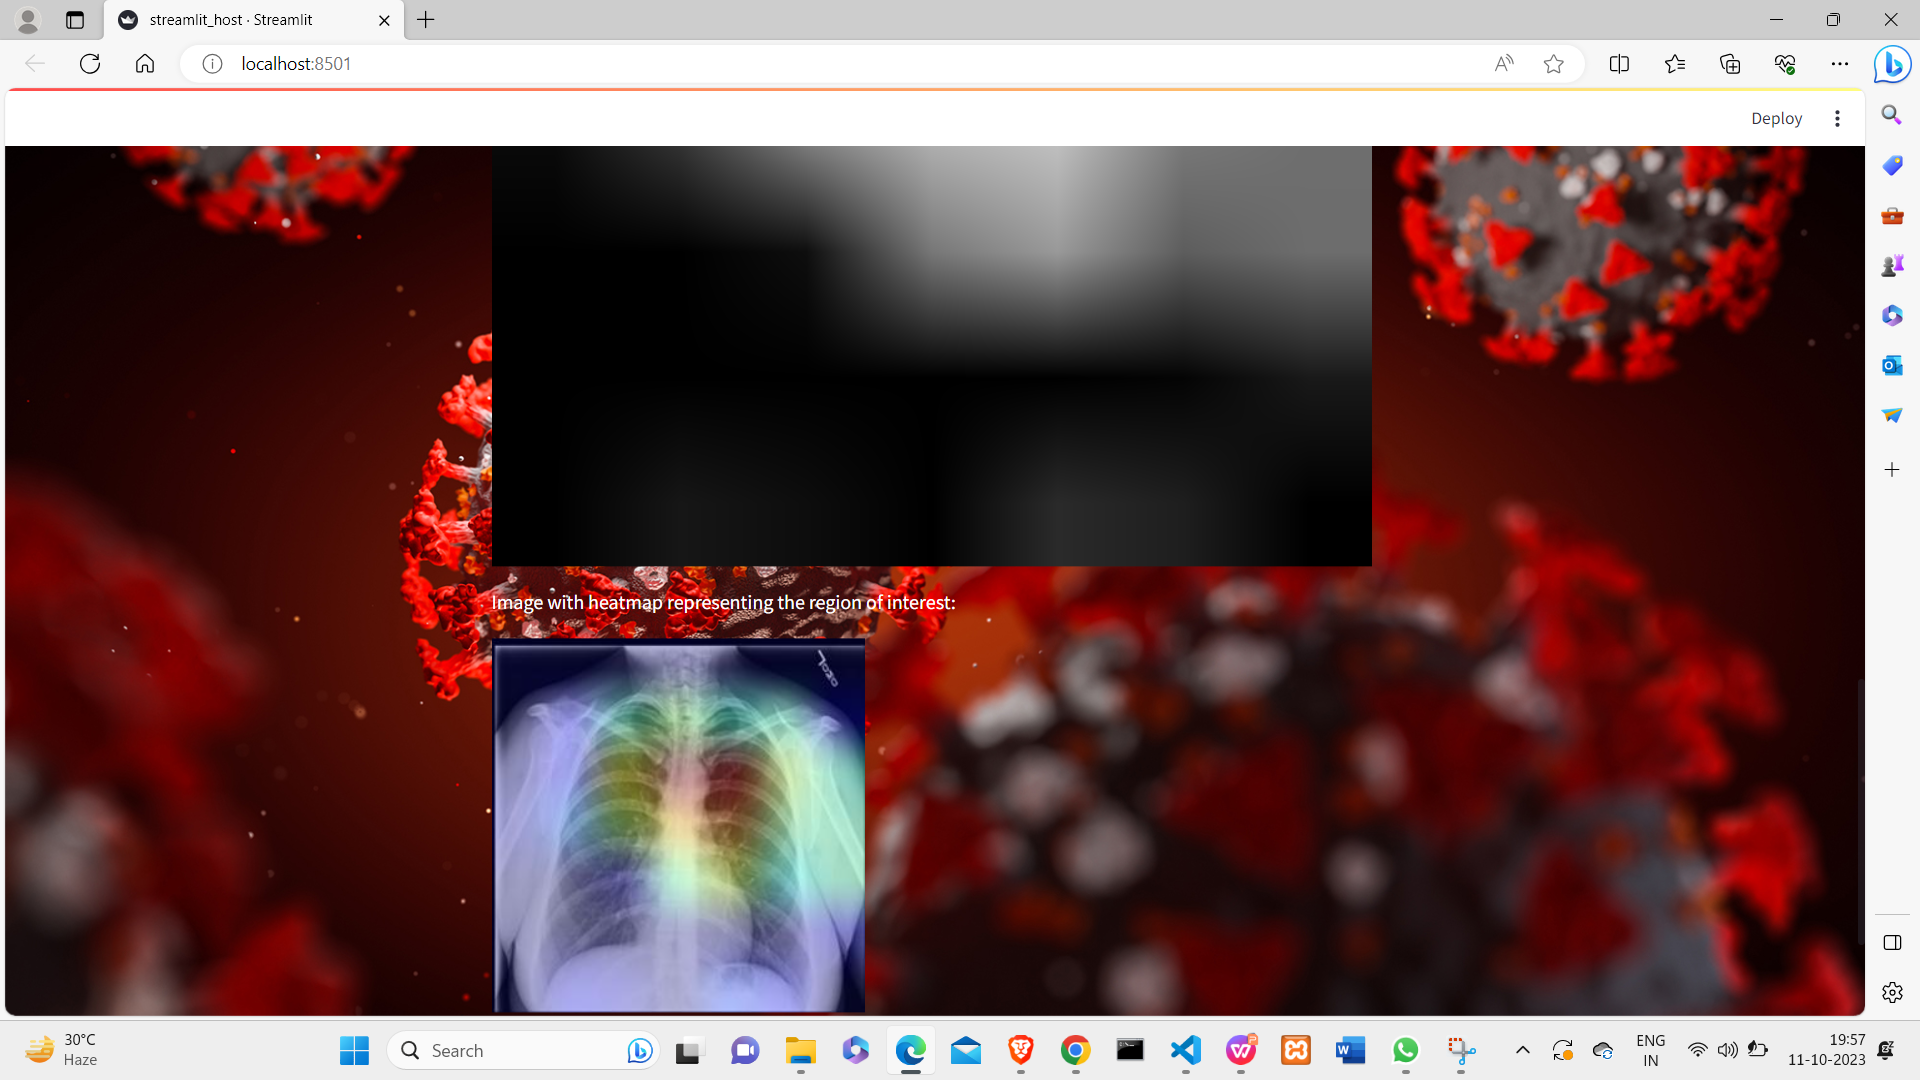 streamlit_host · Streamlit
localhost:8501
Deploy
Image with heatmap representing the region of interest:
30°C
Haze
Search
ENG
IN
19:57
11-10-2023